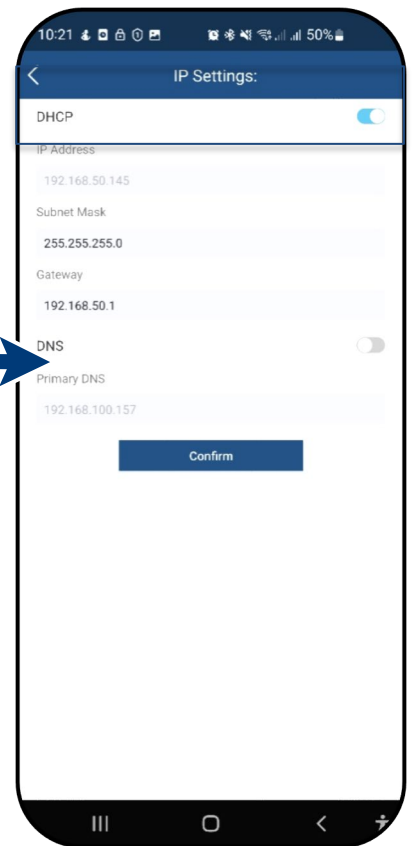 10:21 50%
IP Settings:
DHCP
IP Address
192.168.50.145
Subnet Mask
255.255.255.0
Gateway
192.168.50.1
DNS
Primary DNS
192.168.100.157
Confirm